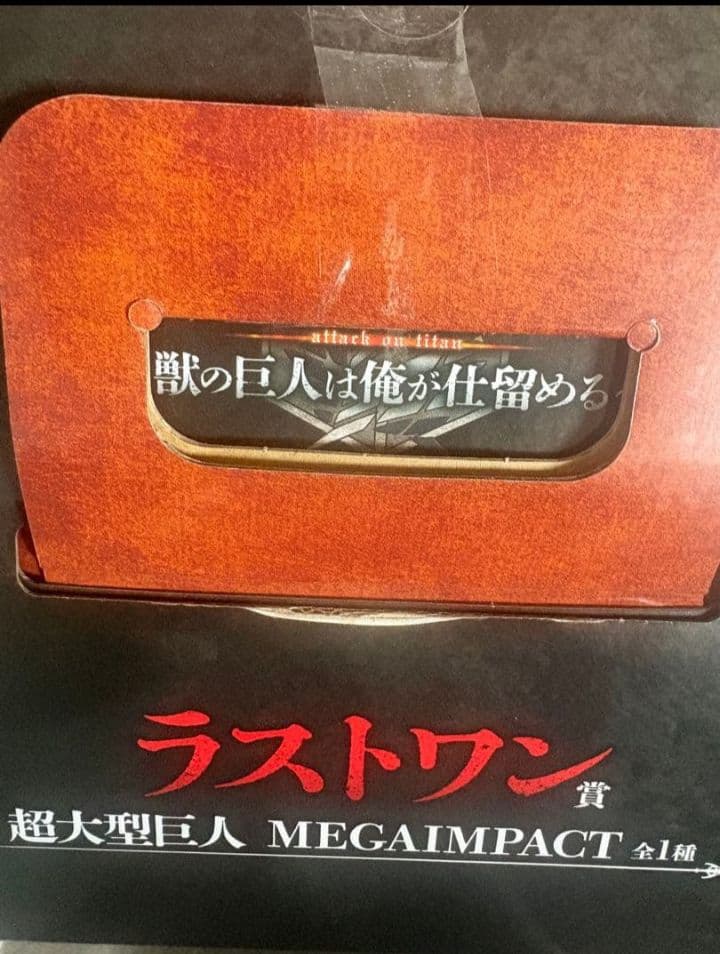 attack on titan
獣の巨人は俺が仕留める
ラストワン賞
超大型巨人 MEGAIMPACT 全1種